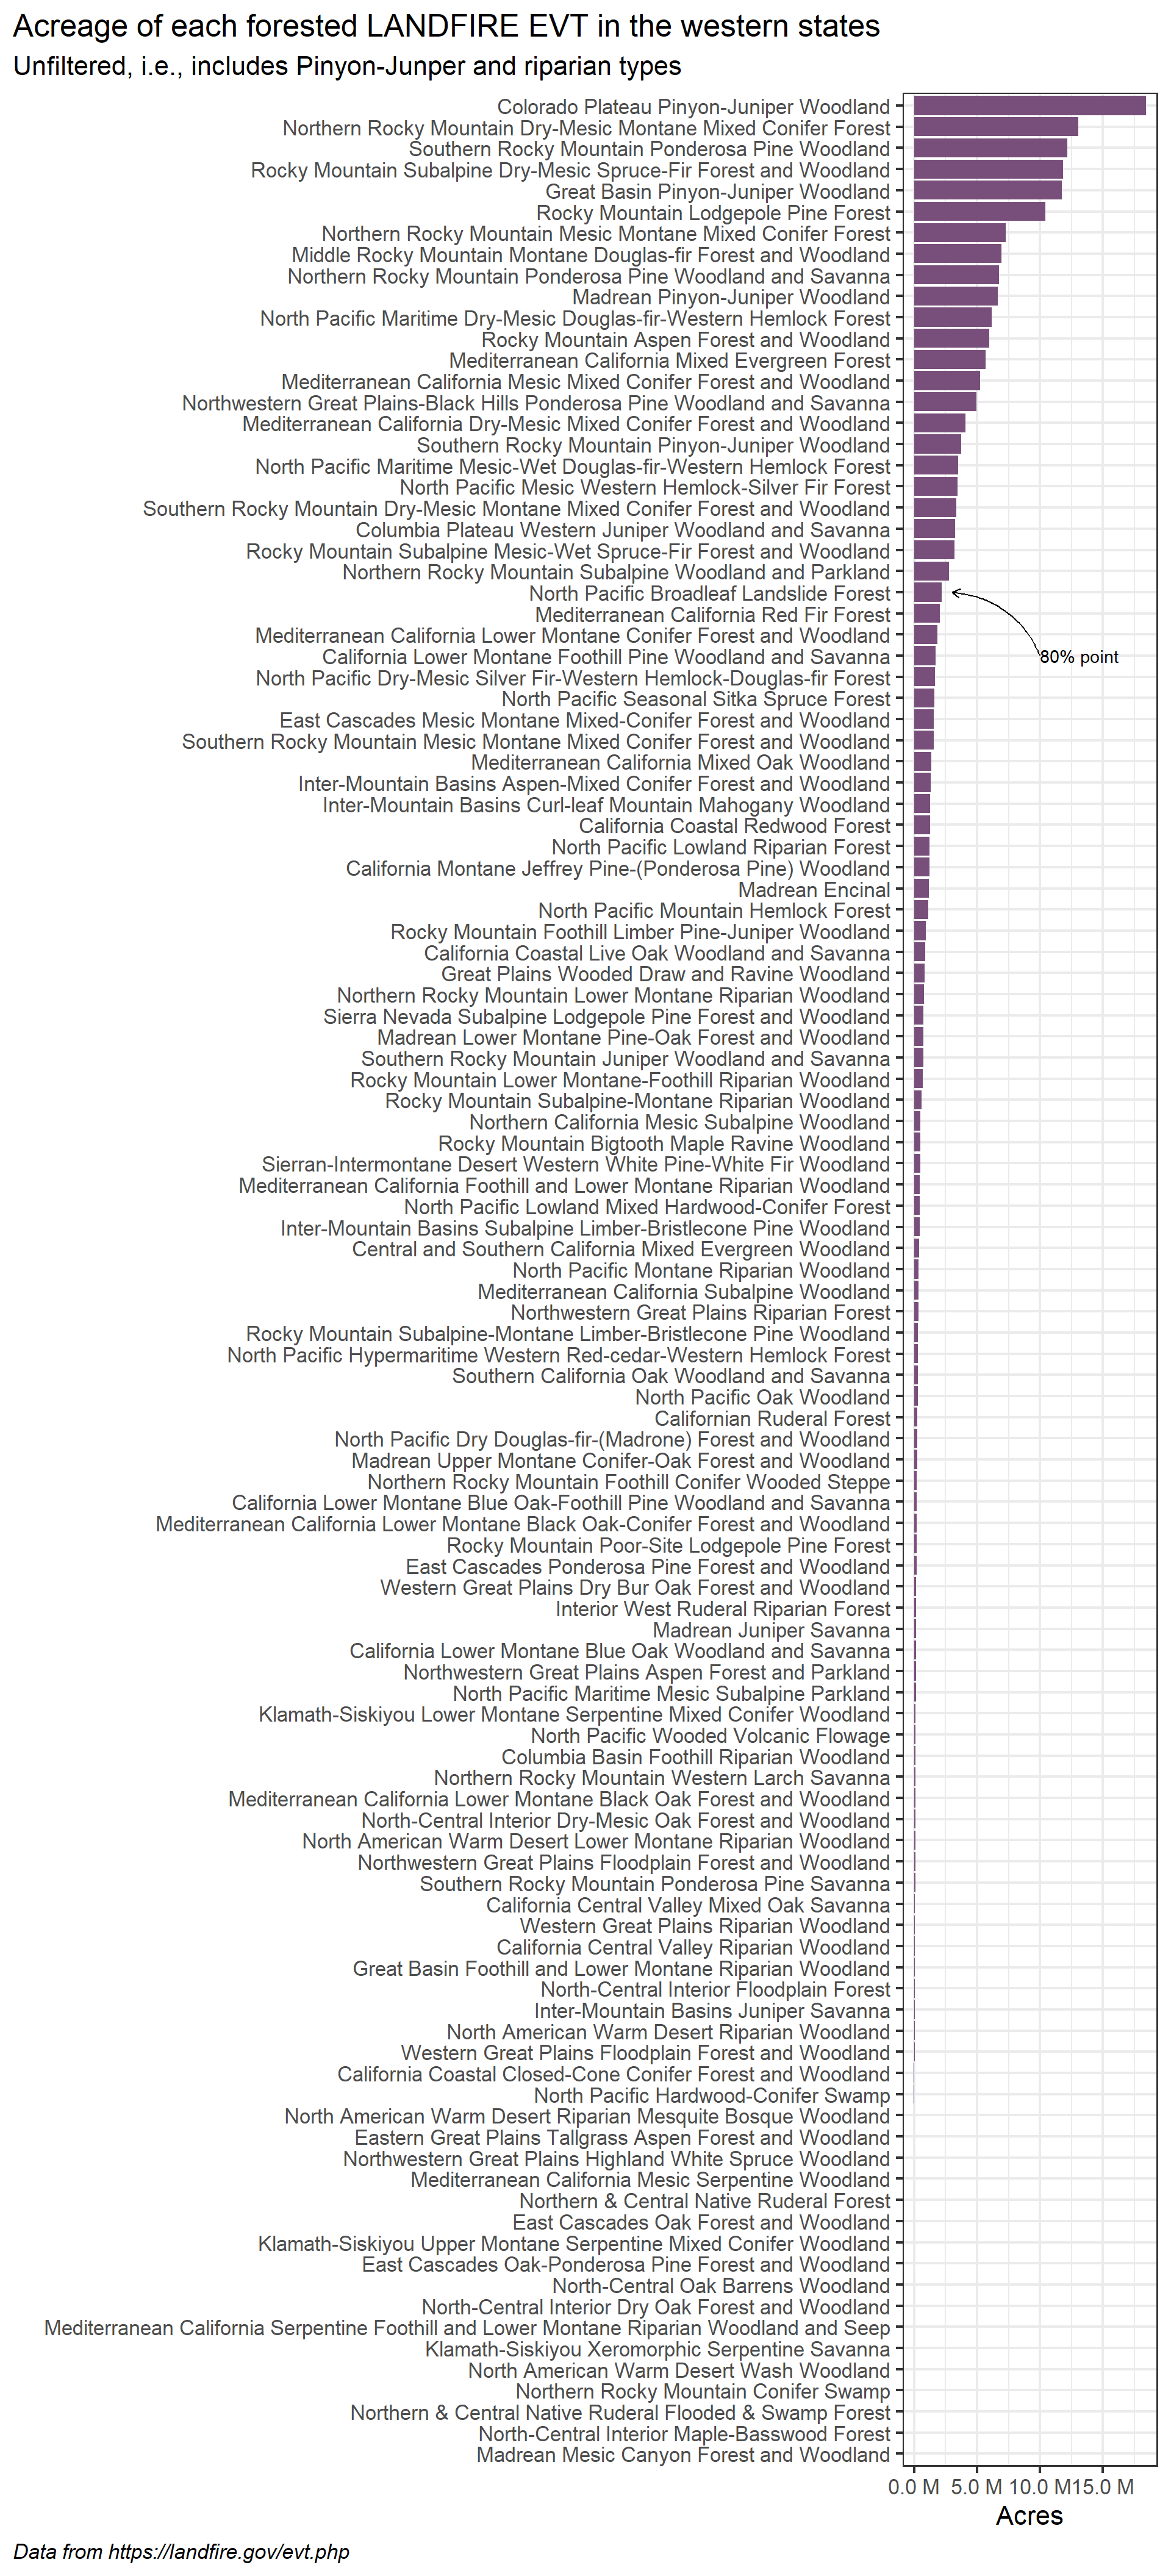 Acreage of each forested LANDFIRE EVT in the western states
Unfiltered, i.e., includes Pinyon-Junper and riparian types
Colorado Plateau Pinyon-Juniper Woodland
Northern Rocky Mountain Dry-Mesic Montane Mixed Conifer Forest
Southern Rocky Mountain Ponderosa Pine Woodland
Rocky Mountain Subalpine Dry-Mesic Spruce-Fir Forest and Woodland
Great Basin Pinyon-Juniper Woodland
Rocky Mountain Lodgepole Pine Forest
Northern Rocky Mountain Mesic Montane Mixed Conifer Forest
Middle Rocky Mountain Montane Douglas-fir Forest and Woodland
Northern Rocky Mountain Ponderosa Pine Woodland and Savanna
Madrean Pinyon-Juniper Woodland
North Pacific Maritime Dry-Mesic Douglas-fir-Western Hemlock Forest
Rocky Mountain Aspen Forest and Woodland
Mediterranean California Mixed Evergreen Forest
Mediterranean California Mesic Mixed Conifer Forest and Woodland
Northwestern Great Plains-Black Hills Ponderosa Pine Woodland and Savanna
Mediterranean California Dry-Mesic Mixed Conifer Forest and Woodland
Southern Rocky Mountain Pinyon-Juniper Woodland
North Pacific Maritime Mesic-Wet Douglas-fir-Western Hemlock Forest
North Pacific Mesic Western Hemlock-Silver Fir Forest
Southern Rocky Mountain Dry-Mesic Montane Mixed Conifer Forest and Woodland
Columbia Plateau Western Juniper Woodland and Savanna
Rocky Mountain Subalpine Mesic-Wet Spruce-Fir Forest and Woodland
Northern Rocky Mountain Subalpine Woodland and Parkland
North Pacific Broadleaf Landslide Forest
Mediterranean California Red Fir Forest
Mediterranean California Lower Montane Conifer Forest and Woodland
California Lower Montane Foothill Pine Woodland and Savanna
80% point
North Pacific Dry-Mesic Silver Fir-Western Hemlock-Douglas-fir Forest
North Pacific Seasonal Sitka Spruce Forest
East Cascades Mesic Montane Mixed-Conifer Forest and Woodland
Southern Rocky Mountain Mesic Montane Mixed Conifer Forest and Woodland
Mediterranean California Mixed Oak Woodland
Inter-Mountain Basins Aspen-Mixed Conifer Forest and Woodland
Inter-Mountain Basins Curl-leaf Mountain Mahogany Woodland
California Coastal Redwood Forest
North Pacific Lowland Riparian Forest
California Montane Jeffrey Pine-(Ponderosa Pine) Woodland
Madrean Encinal
North Pacific Mountain Hemlock Forest
Rocky Mountain Foothill Limber Pine-Juniper Woodland
California Coastal Live Oak Woodland and Savanna
Great Plains Wooded Draw and Ravine Woodland
Northern Rocky Mountain Lower Montane Riparian Woodland
Sierra Nevada Subalpine Lodgepole Pine Forest and Woodland
Madrean Lower Montane Pine-Oak Forest and Woodland
Southern Rocky Mountain Juniper Woodland and Savanna
Rocky Mountain Lower Montane-Foothill Riparian Woodland
Rocky Mountain Subalpine-Montane Riparian Woodland
Northern California Mesic Subalpine Woodland
Rocky Mountain Bigtooth Maple Ravine Woodland
Sierran-Intermontane Desert Western White Pine-White Fir Woodland
Mediterranean California Foothill and Lower Montane Riparian Woodland
North Pacific Lowland Mixed Hardwood-Conifer Forest
Inter-Mountain Basins Subalpine Limber-Bristlecone Pine Woodland
Central and Southern California Mixed Evergreen Woodland
North Pacific Montane Riparian Woodland
Mediterranean California Subalpine Woodland
Northwestern Great Plains Riparian Forest
Rocky Mountain Subalpine-Montane Limber-Bristlecone Pine Woodland
North Pacific Hypermaritime Western Red-cedar-Western Hemlock Forest
Southern California Oak Woodland and Savanna
North Pacific Oak Woodland
Californian Ruderal Forest
North Pacific Dry Douglas-fir-(Madrone) Forest and Woodland
Madrean Upper Montane Conifer-Oak Forest and Woodland
Northern Rocky Mountain Foothill Conifer Wooded Steppe
California Lower Montane Blue Oak-Foothill Pine Woodland and Savanna
Mediterranean California Lower Montane Black Oak-Conifer Forest and Woodland
Rocky Mountain Poor-Site Lodgepole Pine Forest
East Cascades Ponderosa Pine Forest and Woodland
Western Great Plains Dry Bur Oak Forest and Woodland
Interior West Ruderal Riparian Forest
Madrean Juniper Savanna
California Lower Montane Blue Oak Woodland and Savanna
Northwestern Great Plains Aspen Forest and Parkland
North Pacific Maritime Mesic Subalpine Parkland
Klamath-Siskiyou Lower Montane Serpentine Mixed Conifer Woodland
North Pacific Wooded Volcanic Flowage
Columbia Basin Foothill Riparian Woodland
Northern Rocky Mountain Western Larch Savanna
Mediterranean California Lower Montane Black Oak Forest and Woodland
North-Central Interior Dry-Mesic Oak Forest and Woodland
North American Warm Desert Lower Montane Riparian Woodland
Northwestern Great Plains Floodplain Forest and Woodland
Southern Rocky Mountain Ponderosa Pine Savanna
California Central Valley Mixed Oak Savanna
Western Great Plains Riparian Woodland
California Central Valley Riparian Woodland
Great Basin Foothill and Lower Montane Riparian Woodland
North-Central Interior Floodplain Forest
Inter-Mountain Basins Juniper Savanna
North American Warm Desert Riparian Woodland
Western Great Plains Floodplain Forest and Woodland
California Coastal Closed-Cone Conifer Forest and Woodland
North Pacific Hardwood-Conifer Swamp
North American Warm Desert Riparian Mesquite Bosque Woodland
Eastern Great Plains Tallgrass Aspen Forest and Woodland
Northwestern Great Plains Highland White Spruce Woodland
Mediterranean California Mesic Serpentine Woodland
Northern & Central Native Ruderal Forest
East Cascades Oak Forest and Woodland
Klamath-Siskiyou Upper Montane Serpentine Mixed Conifer Woodland
East Cascades Oak-Ponderosa Pine Forest and Woodland
North-Central Oak Barrens Woodland
North-Central Interior Dry Oak Forest and Woodland
Mediterranean California Serpentine Foothill and Lower Montane Riparian Woodland and Seep
Klamath-Siskiyou Xeromorphic Serpentine Savanna
North American Warm Desert Wash Woodland
Northern Rocky Mountain Conifer Swamp
Northern & Central Native Ruderal Flooded & Swamp Forest
North-Central Interior Maple-Basswood Forest
Madrean Mesic Canyon Forest and Woodland
0.0 M 5.0 M 10.0 M 15.0 M
Acres
Data from https://landfire.gov/evt.php